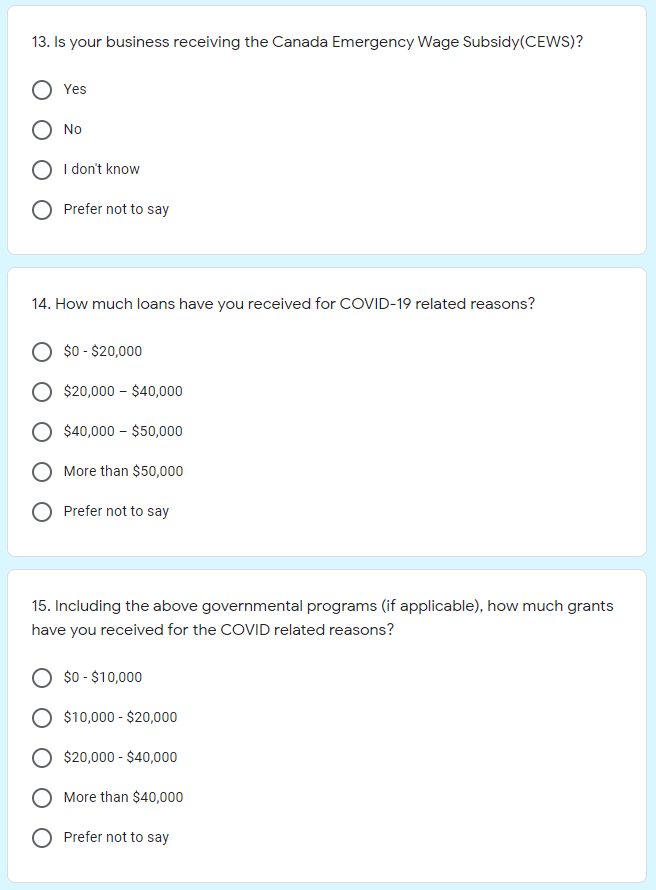 13. Is your business receiving the Canada Emergency Wage Subsidy(CEWS)?
Yes
No
I don't know
Prefer not to say
14. How much loans have you received for COVID-19 related reasons?
$0 - $20,000
$20,000 – $40,000
$40,000 – $50,000
More than $50,000
Prefer not to say
15. Including the above governmental programs (if applicable), how much grants
have you received for the COVID related reasons?
$0 - $10,000
$10,000 - $20,000
$20,000 - $40,000
More than $40,000
Prefer not to say